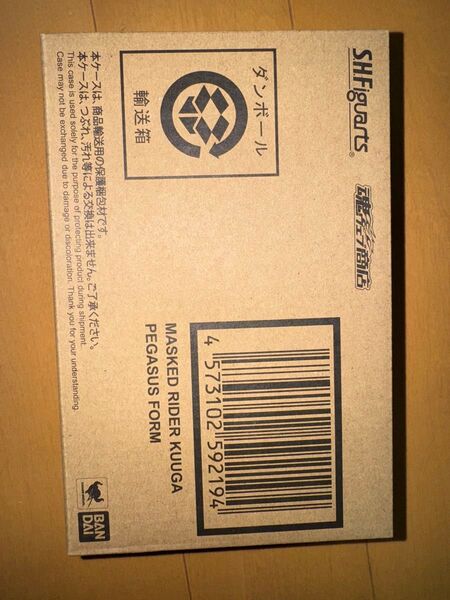 S.H.Figuarts®
魂ウェブ商店
ダンボール
輸送箱
本ケースは、商品輸送用の保護梱包材です。
本ケースは、つぶれ、汚れ等による交換は出来ません。ご了承ください。
This case is used solely for the purpose of protecting product during shipment.
Case may not be exchanged due to damage or discoloration. Thank you for your understanding.
4 573102 592194
MASKED RIDER KUUGA
PEGASUS FORM
BAN
DAI